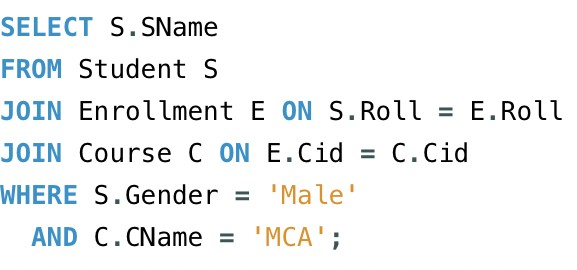 SELECT S.SName
FROM Student S
JOIN Enrollment E ON S.Roll = E.Roll
JOIN Course C ON E.Cid = C.Cid
WHERE S.Gender = 'Male'
  AND C.CName = 'MCA';